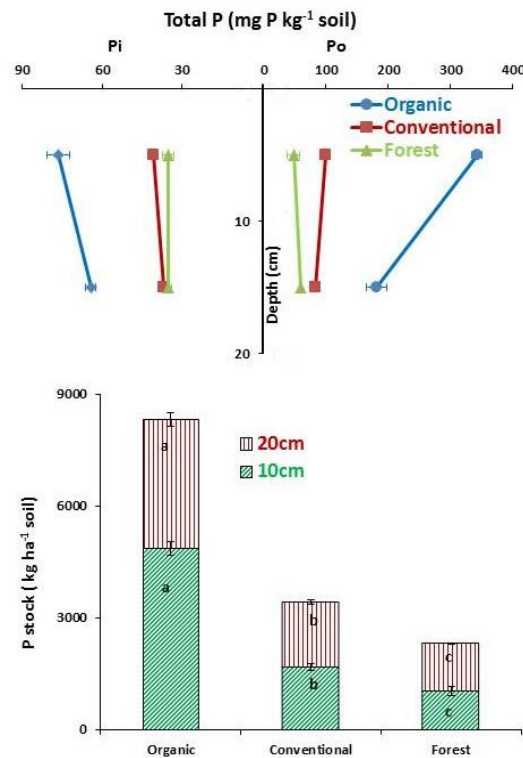 Total P (mg P kg⁻¹ soil)
Pi Po
90 60 30 0 100 200 300 400
Organic
Conventional
Forest
10
Depth (cm)
20
9000
a
20cm
10cm
6000
P stock ( kg ha⁻¹ soil)
a
3000
b
c
b
c
0
Organic Conventional Forest